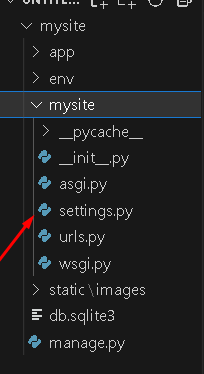 mysite
app
env
mysite
__pycache__
__init__.py
asgi.py
settings.py
urls.py
wsgi.py
static\images
db.sqlite3
manage.py